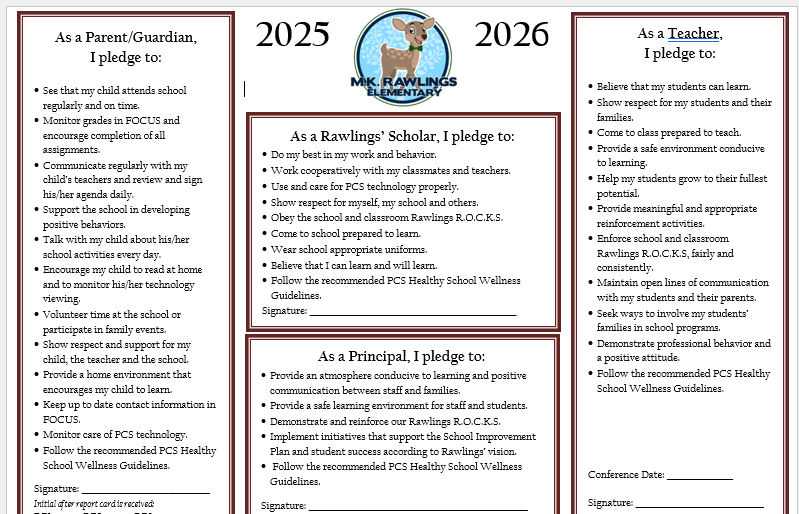 As a Parent/Guardian,
I pledge to:
• See that my child attends school
regularly and on time.
• Monitor grades in FOCUS and
encourage completion of all
assignments.
• Communicate regularly with my
child's teachers and review and sign
his/her agenda daily.
• Support the school in developing
positive behaviors.
• Talk with my child about his/her
school activities every day.
• Encourage my child to read at home
and to monitor his/her technology
viewing.
• Volunteer time at the school or
participate in family events.
• Show respect and support for my
child, the teacher and the school.
• Provide a home environment that
encourages my child to learn.
• Keep up to date contact information in
FOCUS.
• Monitor care of PCS technology.
• Follow the recommended PCS Healthy
School Wellness Guidelines.
Signature: ______________________
Initial after report card is received:
2025
2026
M.K. RAWLINGS
ELEMENTARY
As a Rawlings' Scholar, I pledge to:
• Do my best in my work and behavior.
• Work cooperatively with my classmates and teachers.
• Use and care for PCS technology properly.
• Show respect for myself, my school and others.
• Obey the school and classroom Rawlings R.O.C.K.S.
• Come to school prepared to learn.
• Wear school appropriate uniforms.
• Believe that I can learn and will learn.
• Follow the recommended PCS Healthy School Wellness
Guidelines.
Signature: ____________________________________
As a Principal, I pledge to:
• Provide an atmosphere conducive to learning and positive
communication between staff and families.
• Provide a safe learning environment for staff and students.
• Demonstrate and reinforce our Rawlings R.O.C.K.S.
• Implement initiatives that support the School Improvement
Plan and student success according to Rawlings' vision.
• Follow the recommended PCS Healthy School Wellness
Guidelines.
Signature: ______________________________________
As a Teacher,
I pledge to:
• Believe that my students can learn.
• Show respect for my students and their
families.
• Come to class prepared to teach.
• Provide a safe environment conducive
to learning.
• Help my students grow to their fullest
potential.
• Provide meaningful and appropriate
reinforcement activities.
• Enforce school and classroom
Rawlings R.O.C.K.S, fairly and
consistently.
• Maintain open lines of communication
with my students and their parents.
• Seek ways to involve my students'
families in school programs.
• Demonstrate professional behavior and
a positive attitude.
• Follow the recommended PCS Healthy
School Wellness Guidelines.
Conference Date: ____________
Signature: ______________________